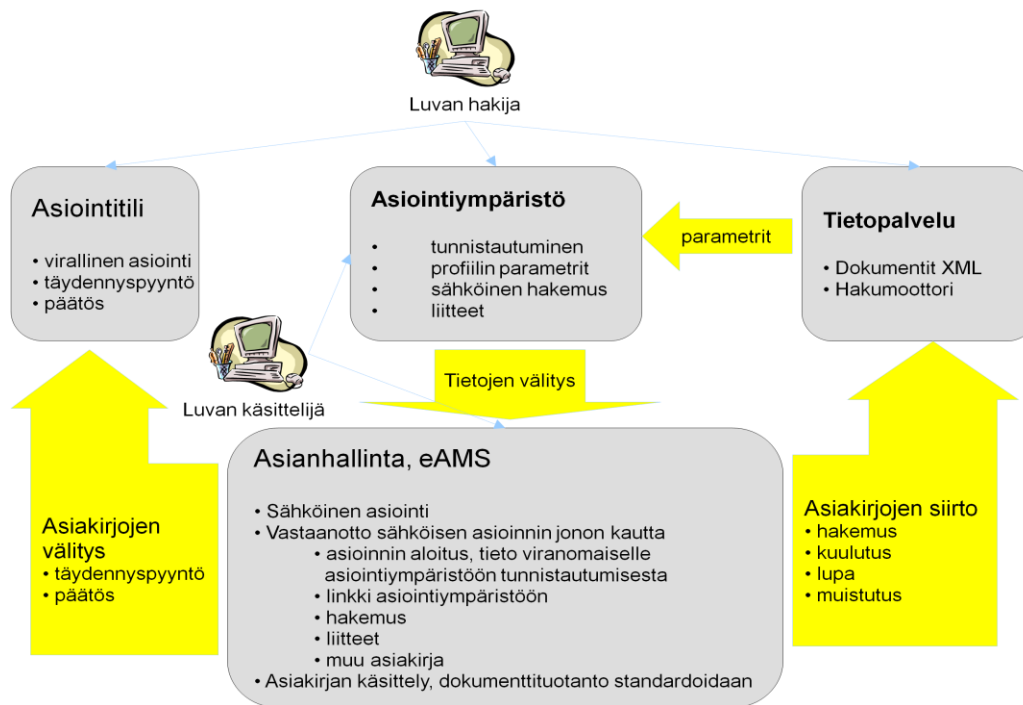 Luvan hakija
Asiointitili
• virallinen asiointi
• täydennyspyyntö
• päätös
Asiointiympäristö
• tunnistautuminen
• profiilin parametrit
• sähköinen hakemus
• liitteet
parametrit
Tietopalvelu
• Dokumentit XML
• Hakumoottori
Luvan käsittelijä
Tietojen välitys
Asiakirjojen
välitys
• täydennyspyyntö
• päätös
Asianhallinta, eAMS
• Sähköinen asiointi
• Vastaanotto sähköisen asioinnin jonon kautta
• asioinnin aloitus, tieto viranomaiselle
asiointiympäristöön tunnistautumisesta
• linkki asiointiympäristöön
• hakemus
• liitteet
• muu asiakirja
• Asiakirjan käsittely, dokumenttituotanto standardoidaan
Asiakirjojen siirto
• hakemus
• kuulutus
• lupa
• muistutus